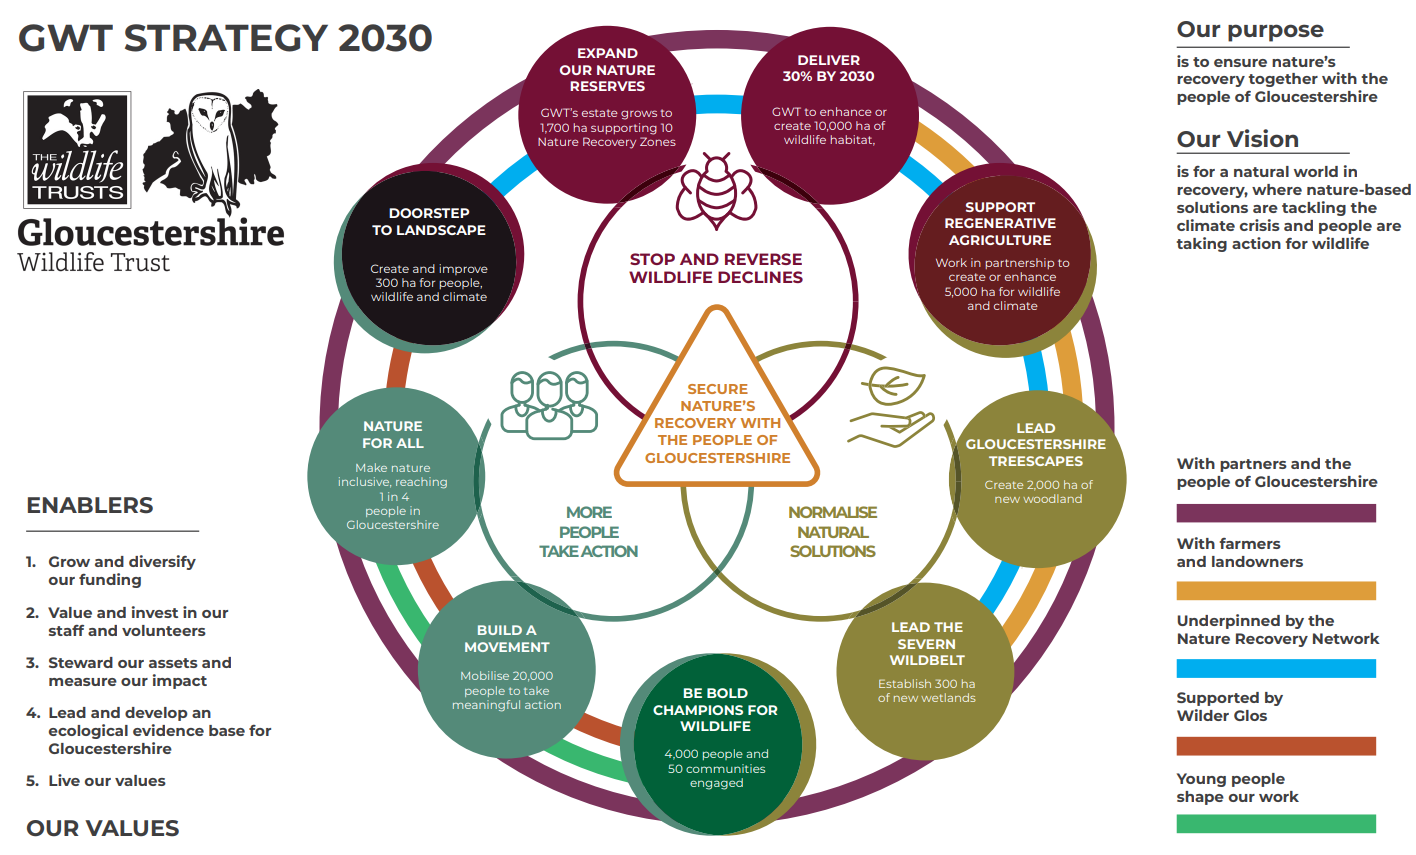 GWT STRATEGY 2030
THE
wildlife
TRUSTS
Gloucestershire
Wildlife Trust
EXPAND
OUR NATURE
RESERVES
GWT's estate grows to
1,700 ha supporting 10
Nature Recovery Zones
DELIVER
30% BY 2030
GWT to enhance or
create 10,000 ha of
wildlife habitat,
DOORSTEP
TO LANDSCAPE
Create and improve
300 ha for people,
wildlife and climate
SUPPORT
REGENERATIVE
AGRICULTURE
Work in partnership to
create or enhance
5,000 ha for wildlife
and climate
STOP AND REVERSE
WILDLIFE DECLINES
SECURE
NATURE'S
RECOVERY WITH
THE PEOPLE OF
GLOUCESTERSHIRE
NATURE
FOR ALL
Make nature
inclusive, reaching
1 in 4
people in
Gloucestershire
LEAD
GLOUCESTERSHIRE
TREESCAPES
Create 2,000 ha of
new woodland
MORE
PEOPLE
TAKE ACTION
NORMALISE
NATURAL
SOLUTIONS
BUILD A
MOVEMENT
Mobilise 20,000
people to take
meaningful action
LEAD THE
SEVERN
WILDBELT
Establish 300 ha
of new wetlands
BE BOLD
CHAMPIONS FOR
WILDLIFE
4,000 people and
50 communities
engaged
ENABLERS
1. Grow and diversify
our funding
2. Value and invest in our
staff and volunteers
3. Steward our assets and
measure our impact
4. Lead and develop an
ecological evidence base for
Gloucestershire
5. Live our values
OUR VALUES
Our purpose
is to ensure nature's
recovery together with the
people of Gloucestershire
Our Vision
is for a natural world in
recovery, where nature-based
solutions are tackling the
climate crisis and people are
taking action for wildlife
With partners and the
people of Gloucestershire
With farmers
and landowners
Underpinned by the
Nature Recovery Network
Supported by
Wilder Glos
Young people
shape our work